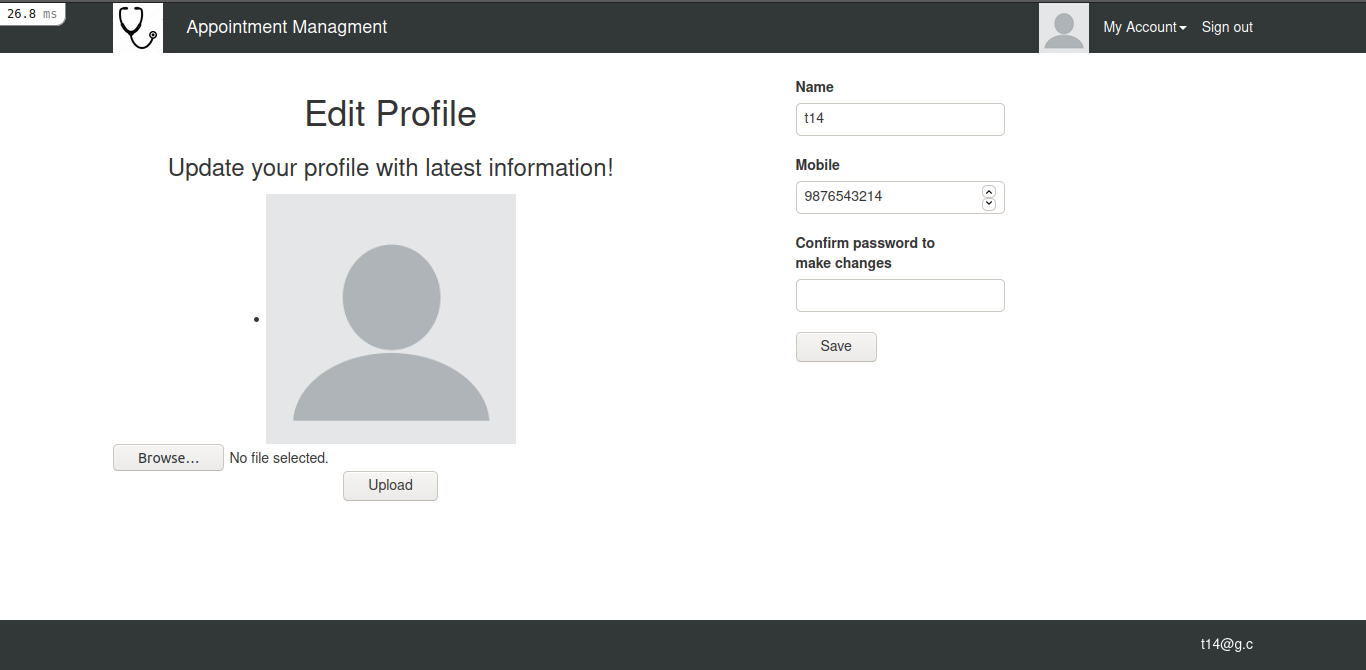 26.8 ms
Appointment Managment
My Account
Sign out
Edit Profile
Update your profile with latest information!
Browse...
No file selected.
Upload
Name
t14
Mobile
9876543214
Confirm password to
make changes
Save
t14@g.c